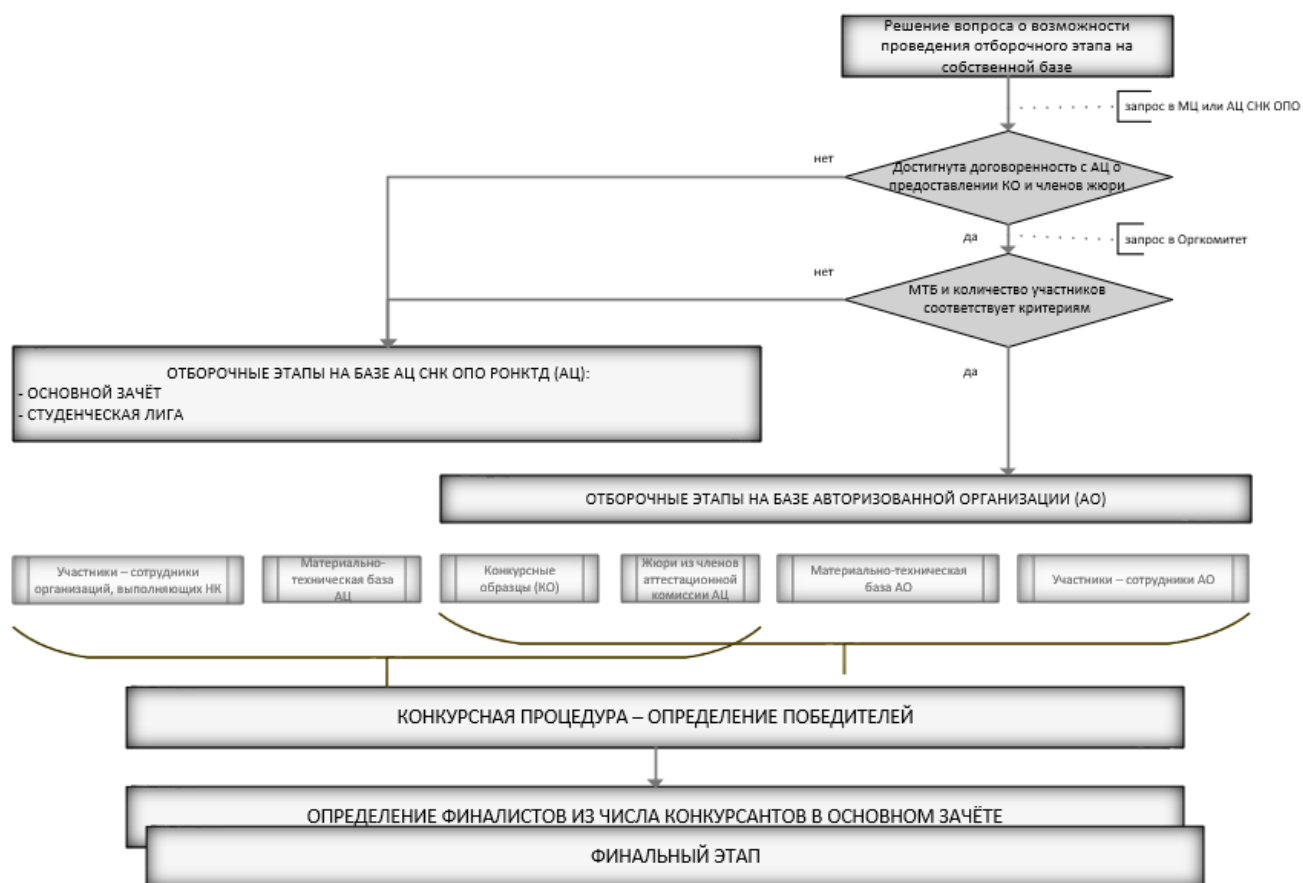 Решение вопроса о возможности
проведения отборочного этапа на
собственной базе
запрос в МЦ или АЦ СНК ОПО
нет
Достигнута договоренность с АЦ о
предоставлении КО и членов жюри
да
запрос в Оргкомитет
нет
МТБ и количество участников
соответствует критериям
да
ОТБОРОЧНЫЕ ЭТАПЫ НА БАЗЕ АЦ СНК ОПО РОНКТД (АЦ):
- ОСНОВНОЙ ЗАЧЁТ
- СТУДЕНЧЕСКАЯ ЛИГА
ОТБОРОЧНЫЕ ЭТАПЫ НА БАЗЕ АВТОРИЗОВАННОЙ ОРГАНИЗАЦИИ (АО)
Участники – сотрудники
организаций, выполняющих НК
Материально-
техническая база
АЦ
Конкурсные
образцы (КО)
Жюри из членов
аттестационной
комиссии АЦ
Материально-техническая
база АО
Участники – сотрудники АО
КОНКУРСНАЯ ПРОЦЕДУРА – ОПРЕДЕЛЕНИЕ ПОБЕДИТЕЛЕЙ
ОПРЕДЕЛЕНИЕ ФИНАЛИСТОВ ИЗ ЧИСЛА КОНКУРСАНТОВ В ОСНОВНОМ ЗАЧЁТЕ
ФИНАЛЬНЫЙ ЭТАП